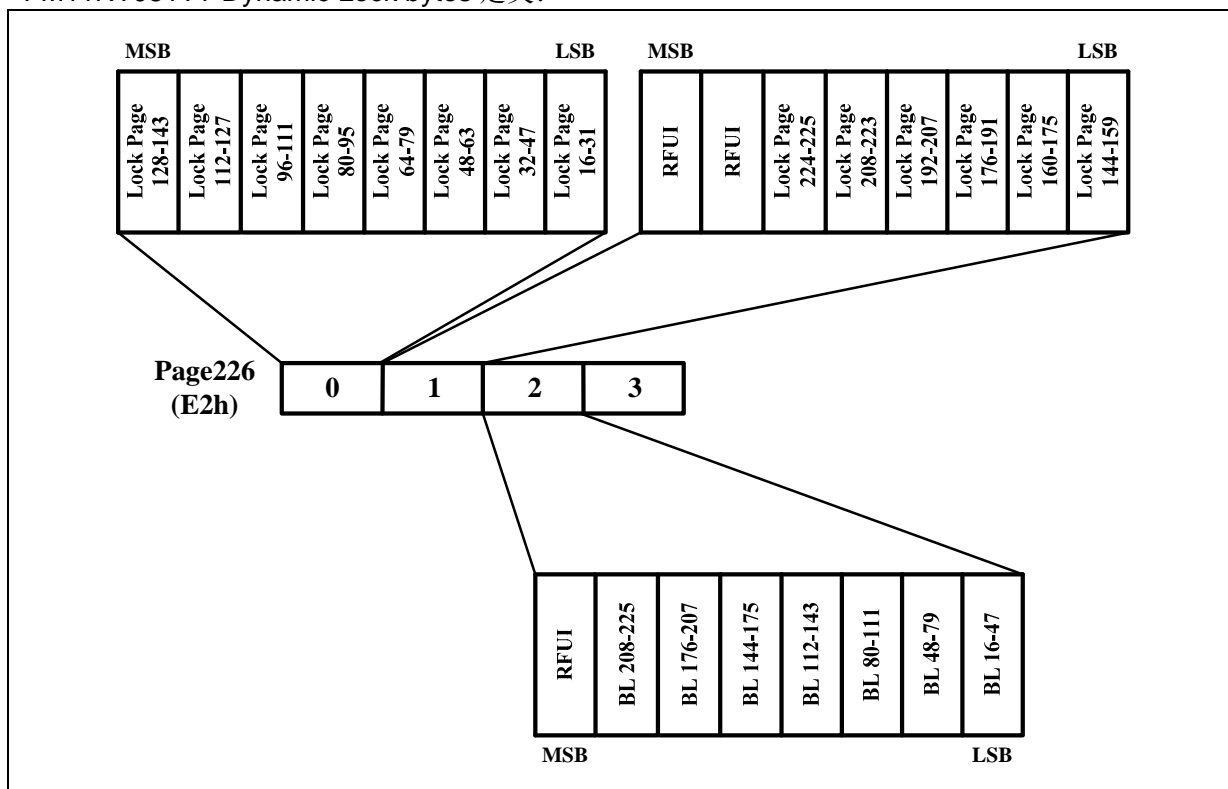 Dynamic Lock bytes
MSB LSB MSB LSB
Lock Page 128-143
Lock Page 112-127
Lock Page 96-111
Lock Page 80-95
Lock Page 64-79
Lock Page 48-63
Lock Page 32-47
Lock Page 16-31
RFUI
RFUI
Lock Page 224-225
Lock Page 208-223
Lock Page 192-207
Lock Page 176-191
Lock Page 160-175
Lock Page 144-159
Page226
(E2h)
0 1 2 3
RFUI
BL 208-225
BL 176-207
BL 144-175
BL 112-143
BL 80-111
BL 48-79
BL 16-47
MSB LSB